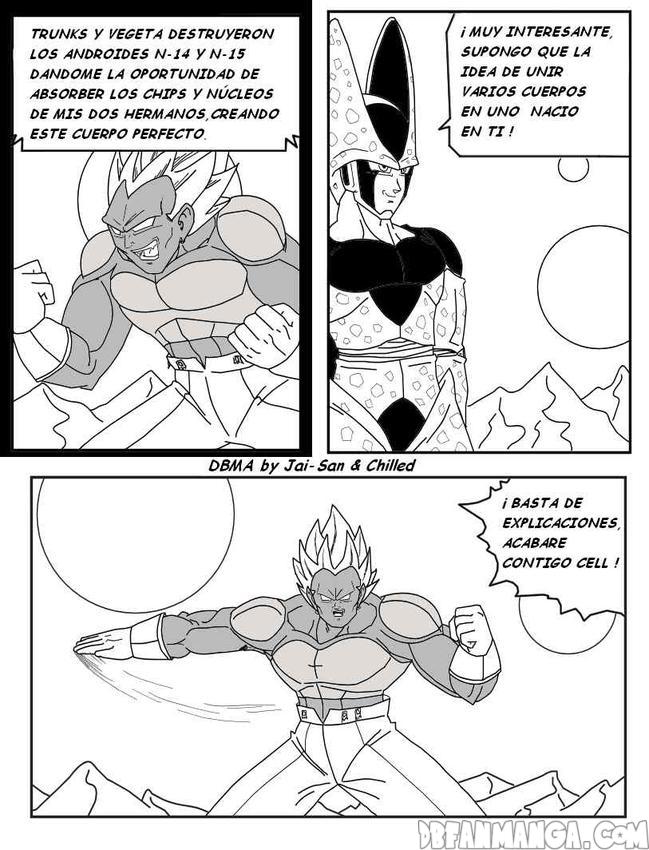 TRUNKS Y VEGETA DESTRUYERON
LOS ANDROIDES N-14 Y N-15
DANDOME LA OPORTUNIDAD DE
ABSORBER LOS CHIPS Y NÚCLEOS
DE MIS DOS HERMANOS,CREANDO
ESTE CUERPO PERFECTO.
¡ MUY INTERESANTE,
SUPONGO QUE LA
IDEA DE UNIR
VARIOS CUERPOS
EN UNO NACIO
EN TI !
DBMA by Jai-San & Chilled
¡ BASTA DE
EXPLICACIONES,
ACABARE
CONTIGO CELL !
DBFANMANGA.COM